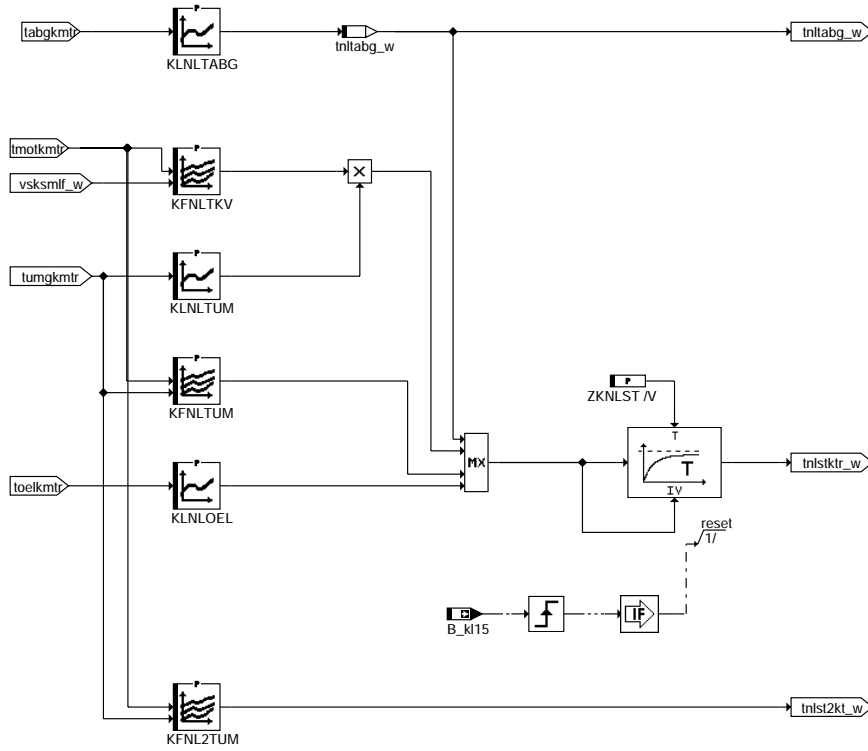 tabgkmtr
P
KLNLTABG
tnltabg_w
tnltabg_w
tmotkmtr
vsksmlf_w
P
KFNLTKV
X
tumgkmtr
P
KLNLTUM
P
KFNLTUM
P
ZKNLST /V
toelkmtr
P
KLNLOEL
MX
T
T
IV
tnlstktr_w
reset
1/
B_kl15
IF
P
KFNL2TUM
tnlst2kt_w